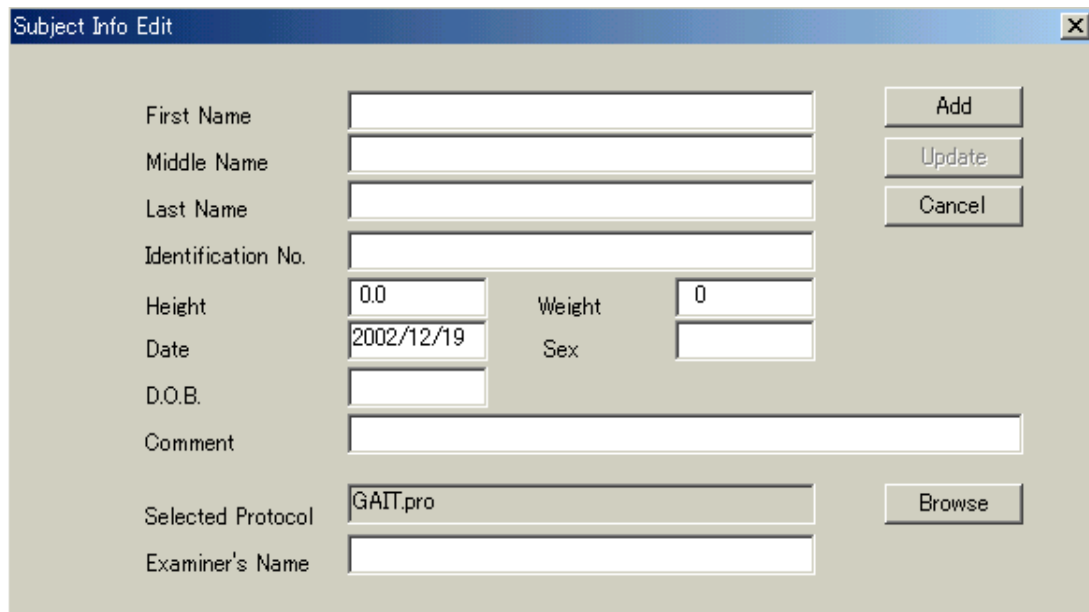 Subject Info Edit
First Name
Add
Middle Name
Update
Last Name
Cancel
Identification No.
Height 0.0 Weight 0
Date 2002/12/19 Sex
D.O.B.
Comment
Selected Protocol GAIT.pro Browse
Examiner's Name